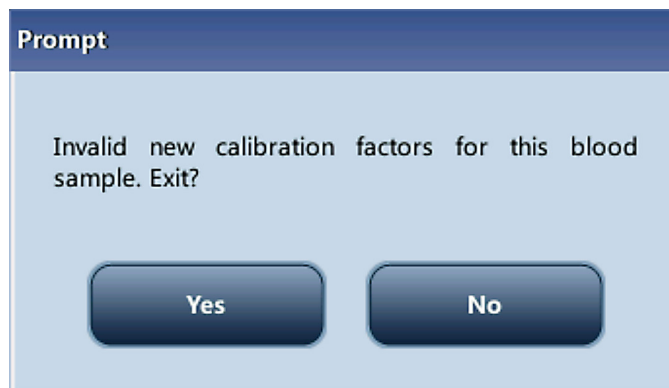 Prompt
Invalid new calibration factors for this blood
sample. Exit?
Yes
No